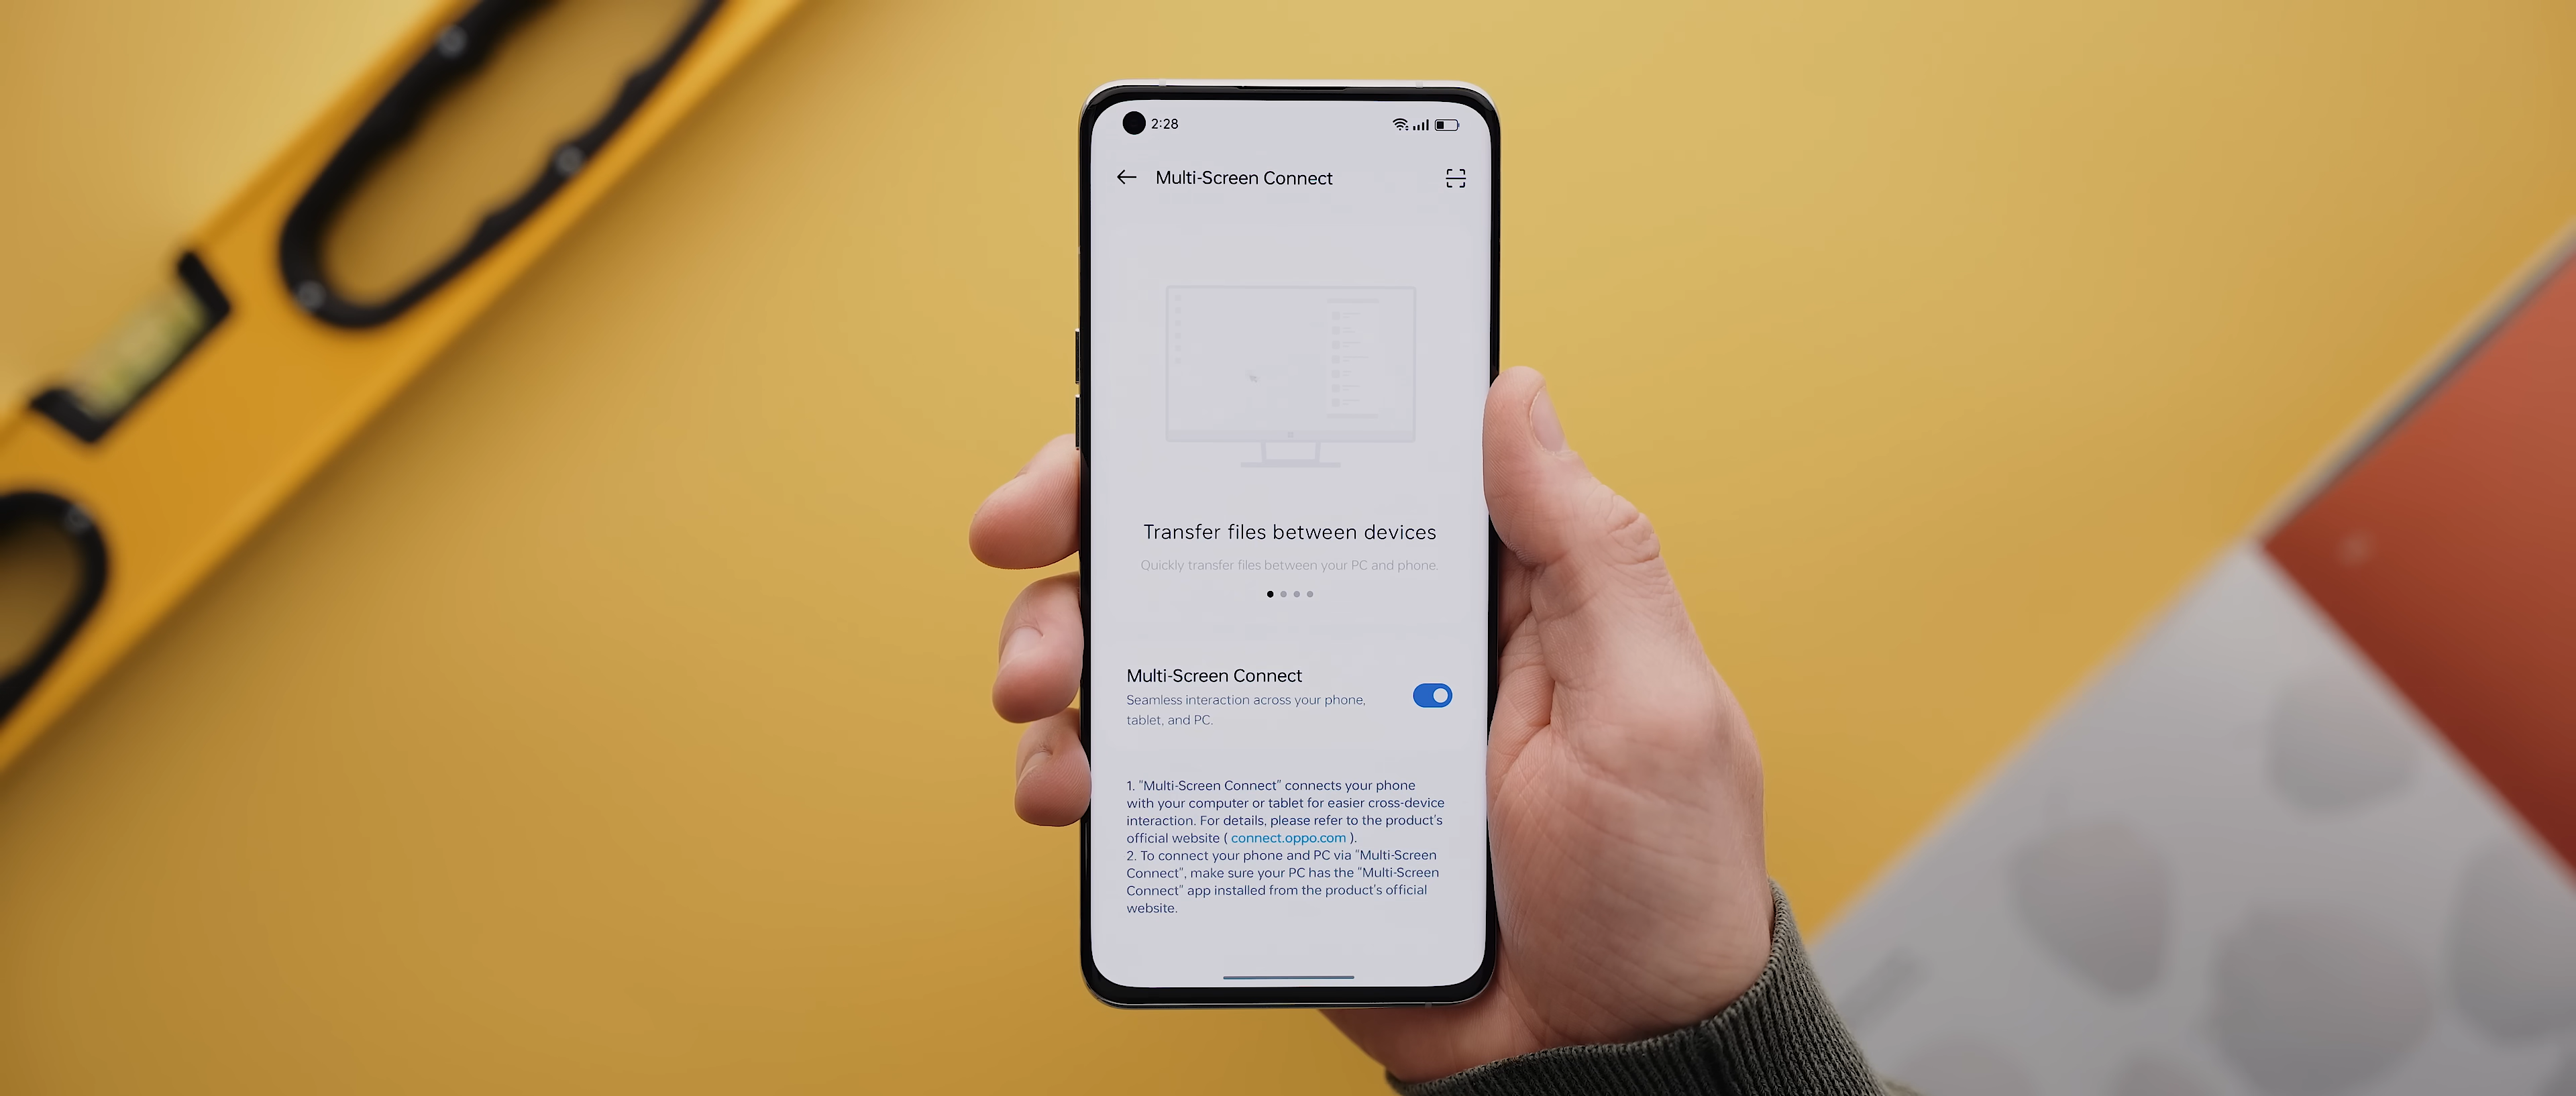 2:28
Multi-Screen Connect
Transfer files between devices
Quickly transfer files between your PC and phone.
Multi-Screen Connect
Seamless interaction across your phone,
tablet, and PC.
1. "Multi-Screen Connect" connects your phone
with your computer or tablet for easier cross-device
interaction. For details, please refer to the product's
official website ( connect.oppo.com ).
2. To connect your phone and PC via "Multi-Screen
Connect", make sure your PC has the "Multi-Screen
Connect" app installed from the product's official
website.